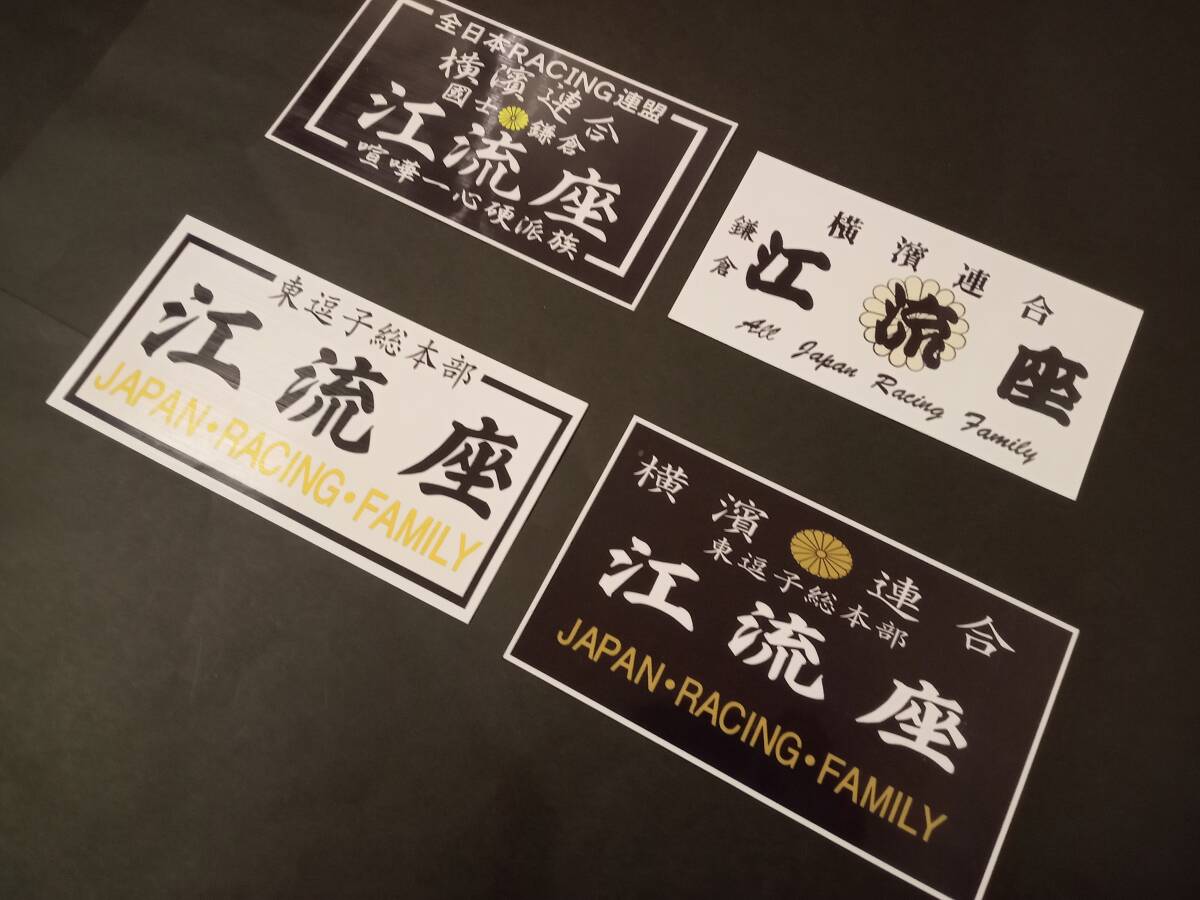 全日本RACING連盟
横濱連合
國士 鎌倉
江流座
喧嘩一心硬派族
横濱連合
鎌倉
江流座
All Japan Racing Family
東逗子総本部
江流座
JAPAN・RACING・FAMILY
横濱連合
東逗子総本部
江流座
JAPAN・RACING・FAMILY